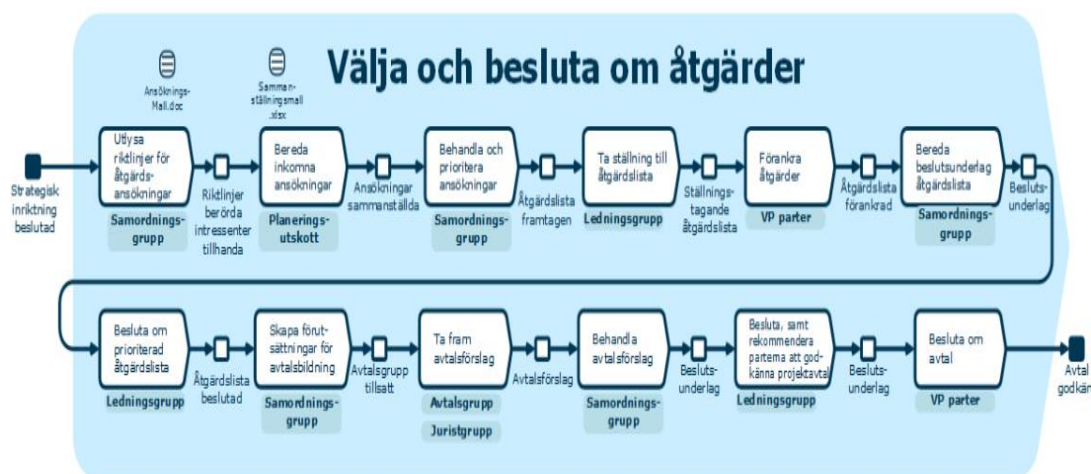 Välja och besluta om åtgärder
Ansöknings-
Mall.doc
Samman-
ställningsmall
.xlsx
Strategisk
inriktning
beslutad
Utlysa
riktlinjer för
åtgärds-
ansökningar
Samordnings-
grupp
Riktlinjer
berörda
intressenter
tillhanda
Bereda
inkomna
ansökningar
Planerings-
utskott
Ansökningar
sammanställda
Behandla och
prioritera
ansökningar
Samordnings-
grupp
Åtgärdslista
framtagen
Ta ställning till
åtgärdslista
Ledningsgrupp
Ställnings-
tagande
åtgärdslista
Förankra
åtgärder
VP parter
Åtgärdslista
förankrad
Bereda
beslutsunderlag
åtgärdslista
Samordnings-
grupp
Besluts-
underlag
Besluta om
prioriterad
åtgärdslista
Ledningsgrupp
Åtgärdslista
beslutad
Skapa förut-
sättningar för
avtalsbildning
Samordnings-
grupp
Avtalsgrupp
tillsatt
Ta fram
avtalsförslag
Avtalsgrupp
Juristgrupp
Avtalsförslag
Behandla
avtalsförslag
Samordnings-
grupp
Besluts-
underlag
Besluta, samt
rekommendera
parterna att god-
känna projektavtal
Ledningsgrupp
Besluts-
underlag
Besluta om
avtal
VP parter
Avtal
godkän